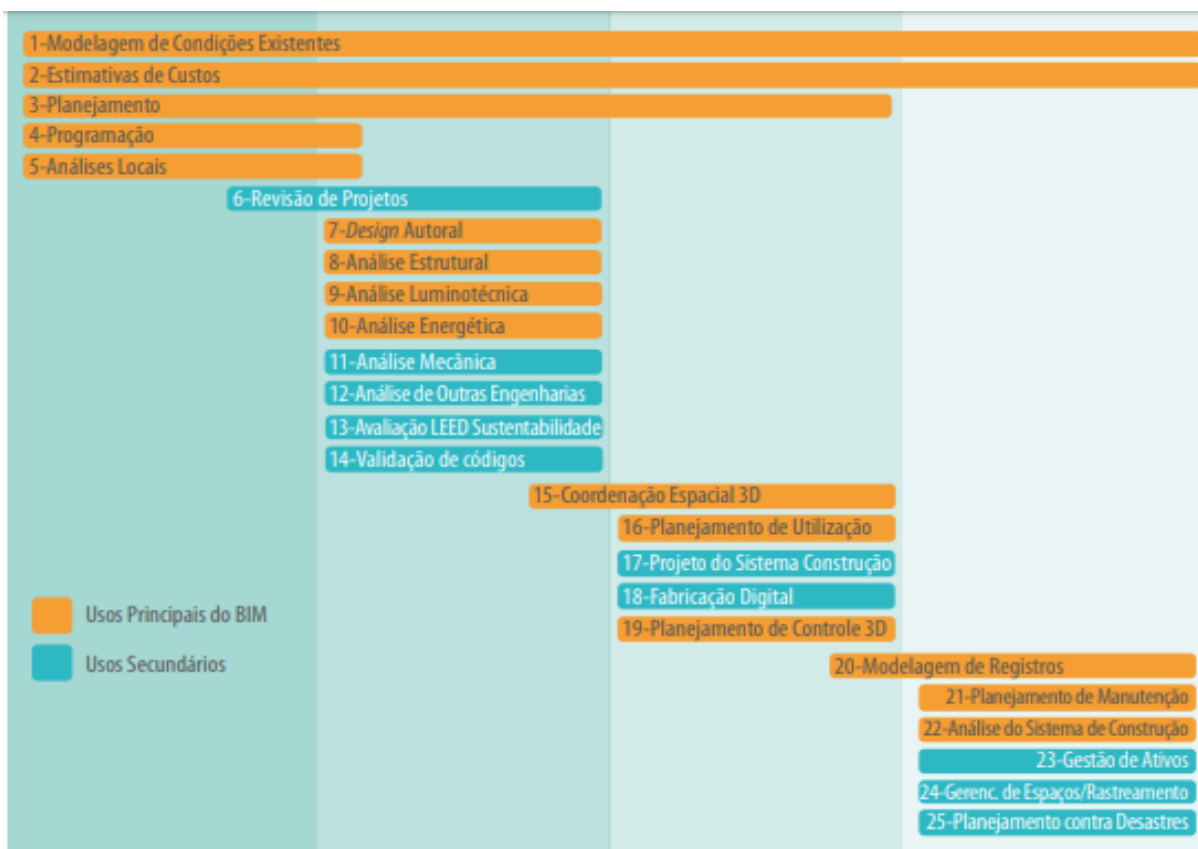 1-Modelagem de Condições Existentes
2-Estimativas de Custos
3-Planejamento
4-Programação
5-Análises Locais
6-Revisão de Projetos
7-Design Autoral
8-Análise Estrutural
9-Análise Luminotécnica
10-Análise Energética
11-Análise Mecânica
12-Análise de Outras Engenharias
13-Avaliação LEED Sustentabilidade
14-Validação de códigos
15-Coordenação Espacial 3D
16-Planejamento de Utilização
17-Projeto do Sistema Construção
18-Fabricação Digital
19-Planejamento de Controle 3D
20-Modelagem de Registros
21-Planejamento de Manutenção
22-Análise do Sistema de Construção
23-Gestão de Ativos
24-Gerenc. de Espaços/Rastreamento
25-Planejamento contra Desastres
Usos Principais do BIM
Usos Secundários